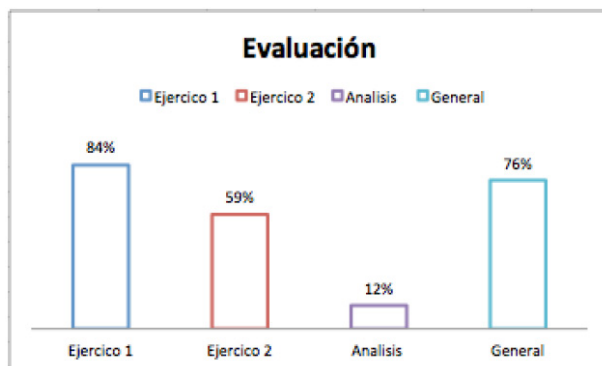 Evaluación
Ejercico 1 Ejercico 2 Analisis General
84%
59%
12%
76%
Ejercico 1 Ejercico 2 Analisis General